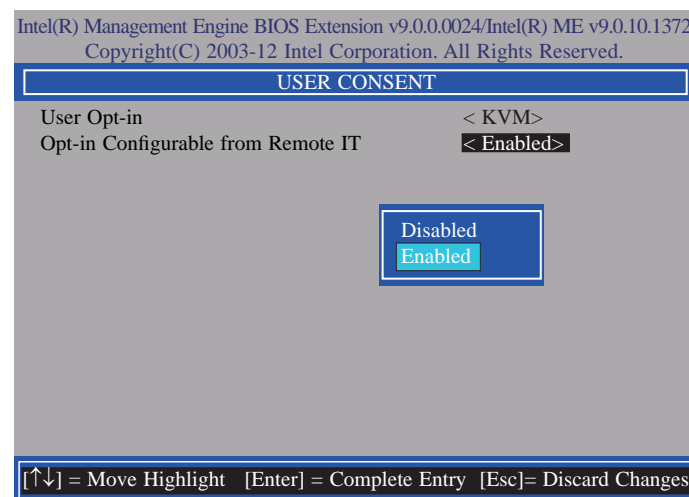 Intel(R) Management Engine BIOS Extension v9.0.0.0024/Intel(R) ME v9.0.10.1372
Copyright(C) 2003-12 Intel Corporation. All Rights Reserved.
USER CONSENT
User Opt-in < KVM>
Opt-in Configurable from Remote IT < Enabled>
Disabled
Enabled
[↑↓] = Move Highlight [Enter] = Complete Entry [Esc]= Discard Changes